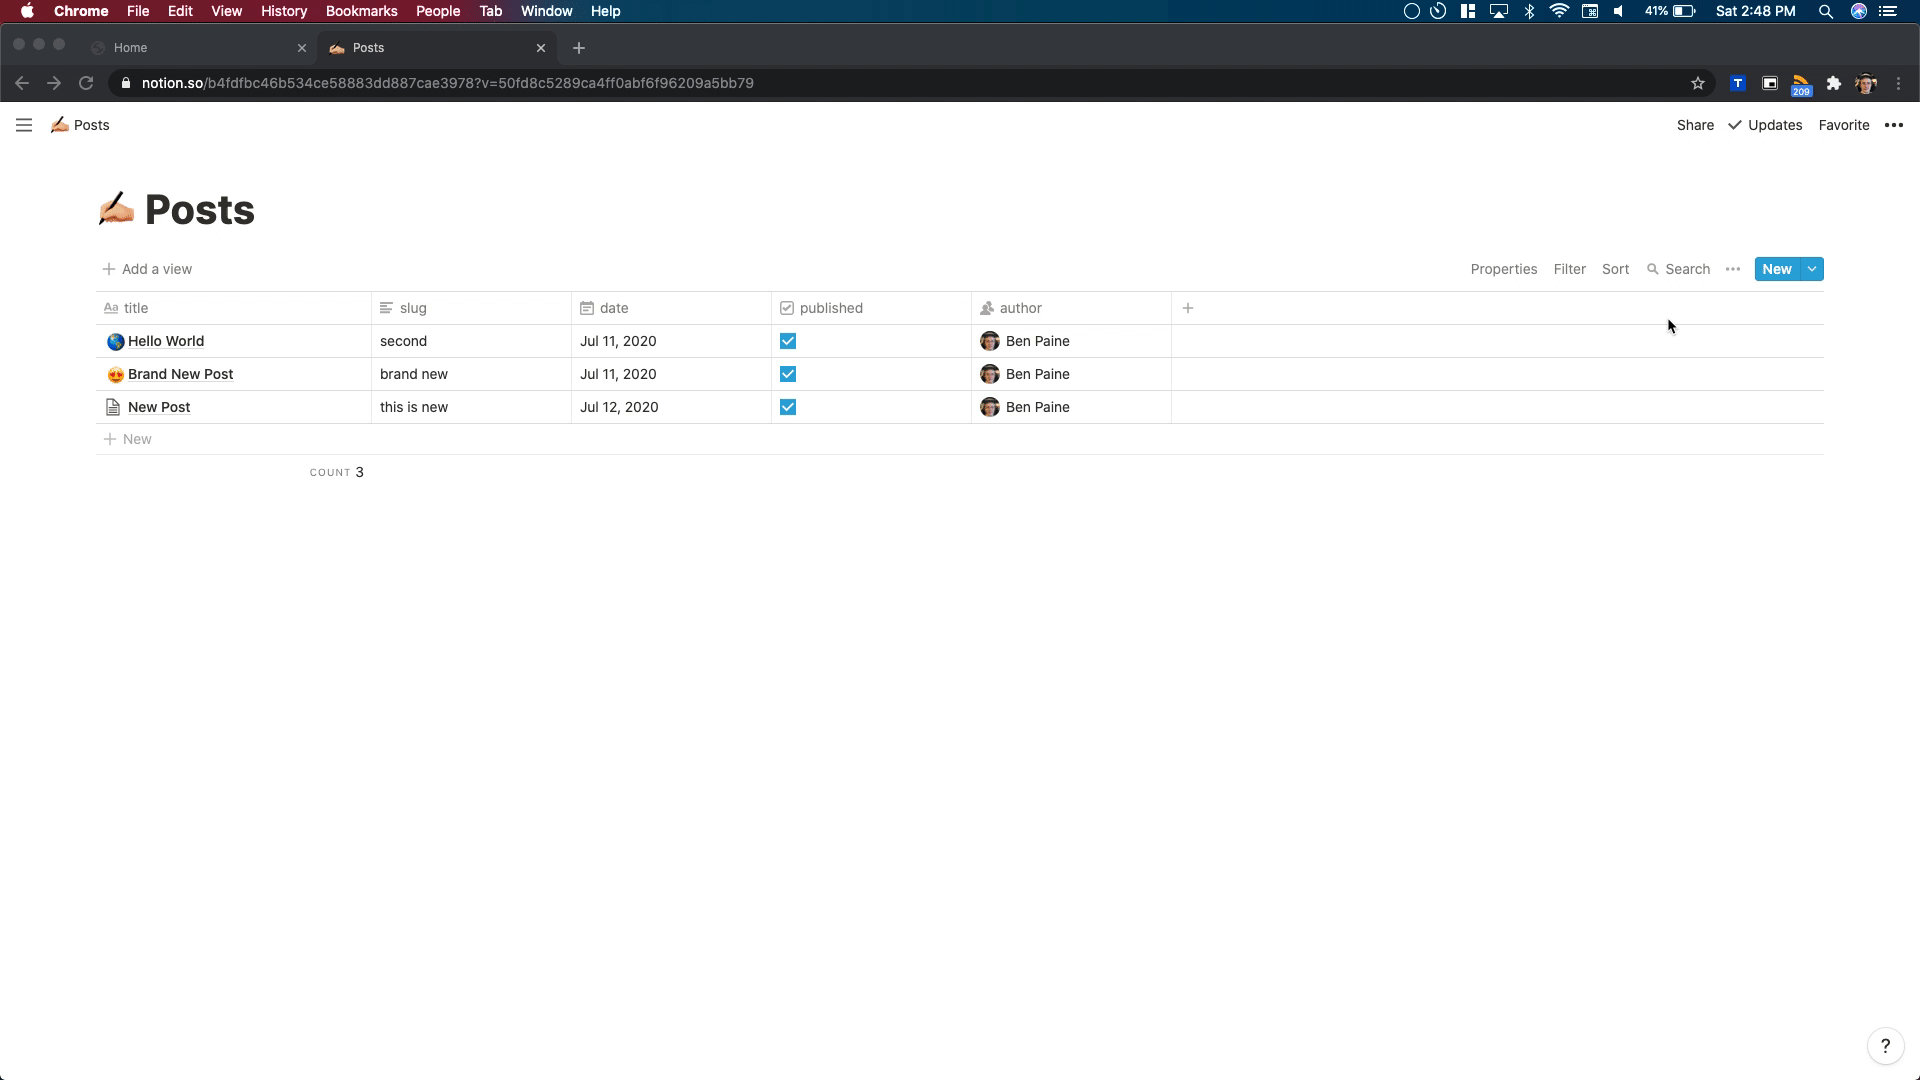 Chrome File Edit View History Bookmarks People Tab Window Help 41% Sat 2:48 PM
Home Posts
notion.so/b4fdfbc46b534ce58883dd887cae3978?v=50fd8c5289ca4ff0abf6f96209a5bb79 T 209
Posts Share Updates Favorite
Posts
Add a view Properties Filter Sort Search New
Aa title slug date published author
Hello World second Jul 11, 2020 Ben Paine
Brand New Post brand new Jul 11, 2020 Ben Paine
New Post this is new Jul 12, 2020 Ben Paine
New
COUNT 3
?